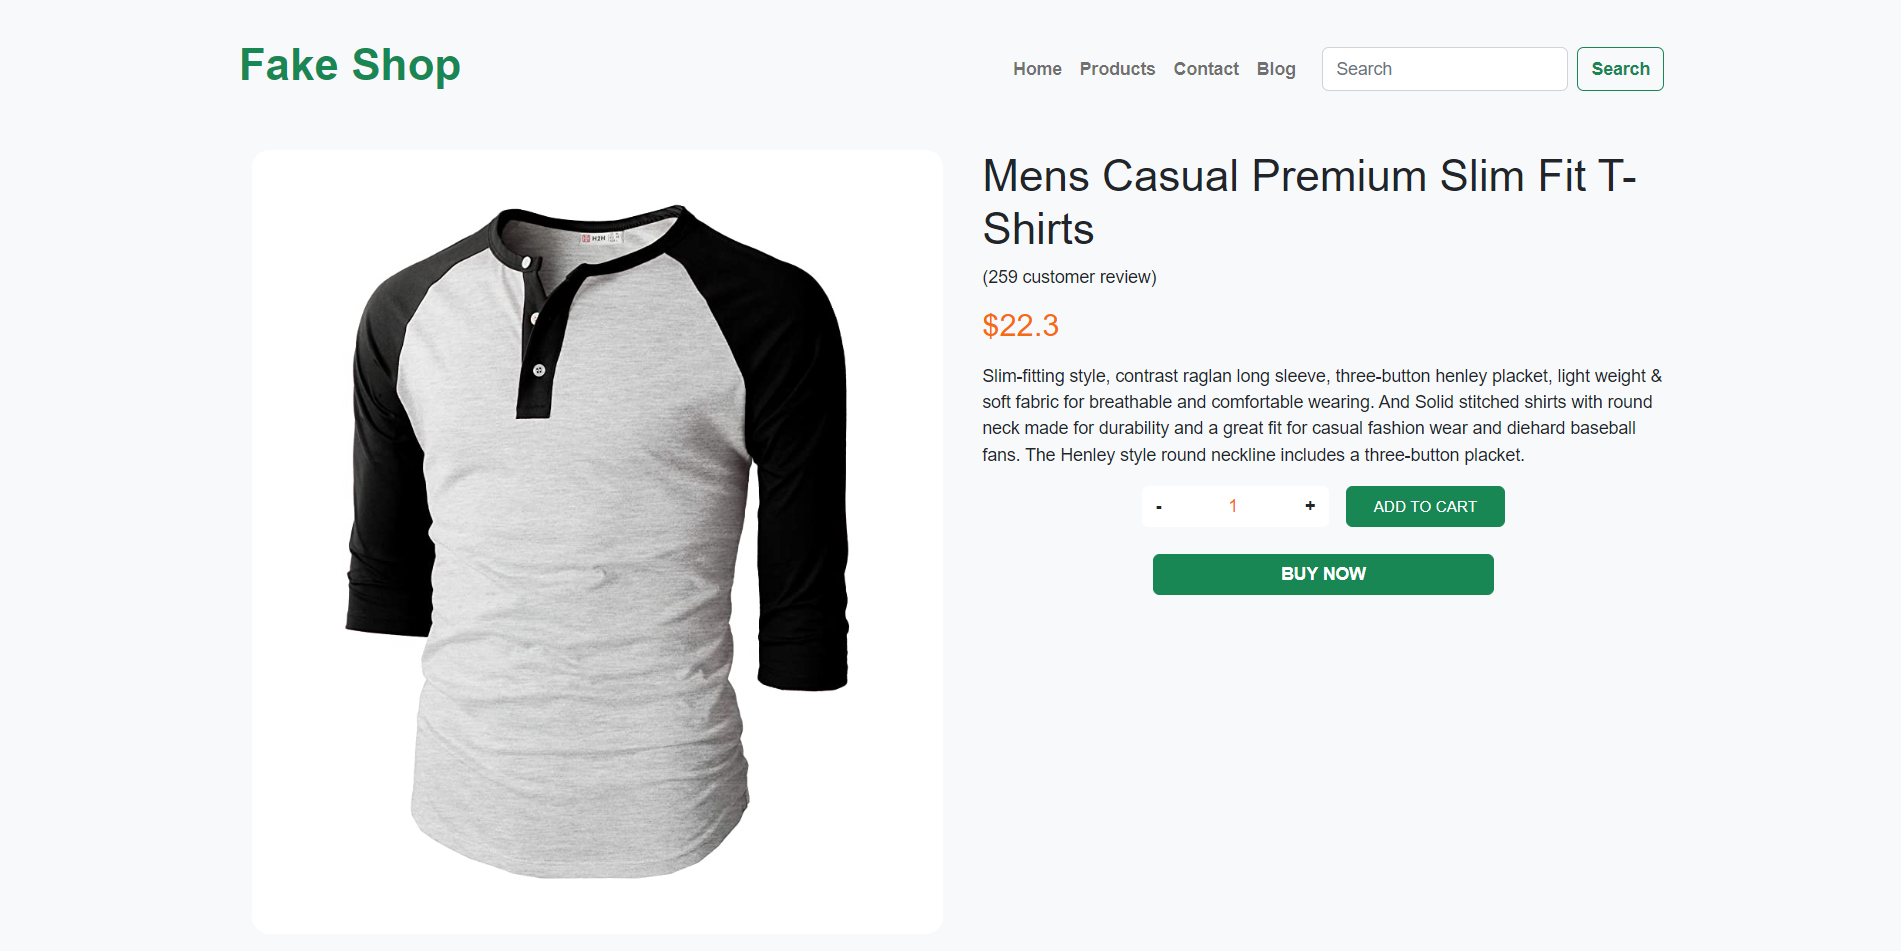 Fake Shop
Home Products Contact Blog Search Search
H2H
Mens Casual Premium Slim Fit T-
Shirts
(259 customer review)
$22.3
Slim-fitting style, contrast raglan long sleeve, three-button henley placket, light weight &
soft fabric for breathable and comfortable wearing. And Solid stitched shirts with round
neck made for durability and a great fit for casual fashion wear and diehard baseball
fans. The Henley style round neckline includes a three-button placket.
- 1 + ADD TO CART
BUY NOW